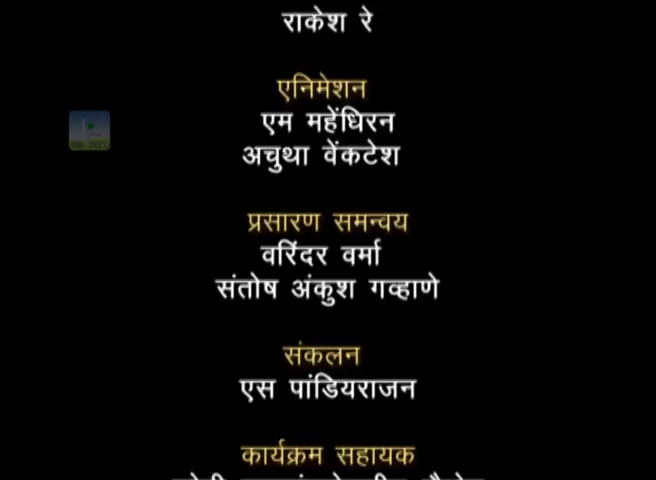 राकेश रे
एनिमेशन
एम महेंधिरन
अचुथा वेंकटेश
प्रसारण समन्वय
वरिंदर वर्मा
संतोष अंकुश गव्हाणे
संकलन
एस पांडियराजन
कार्यक्रम सहायक